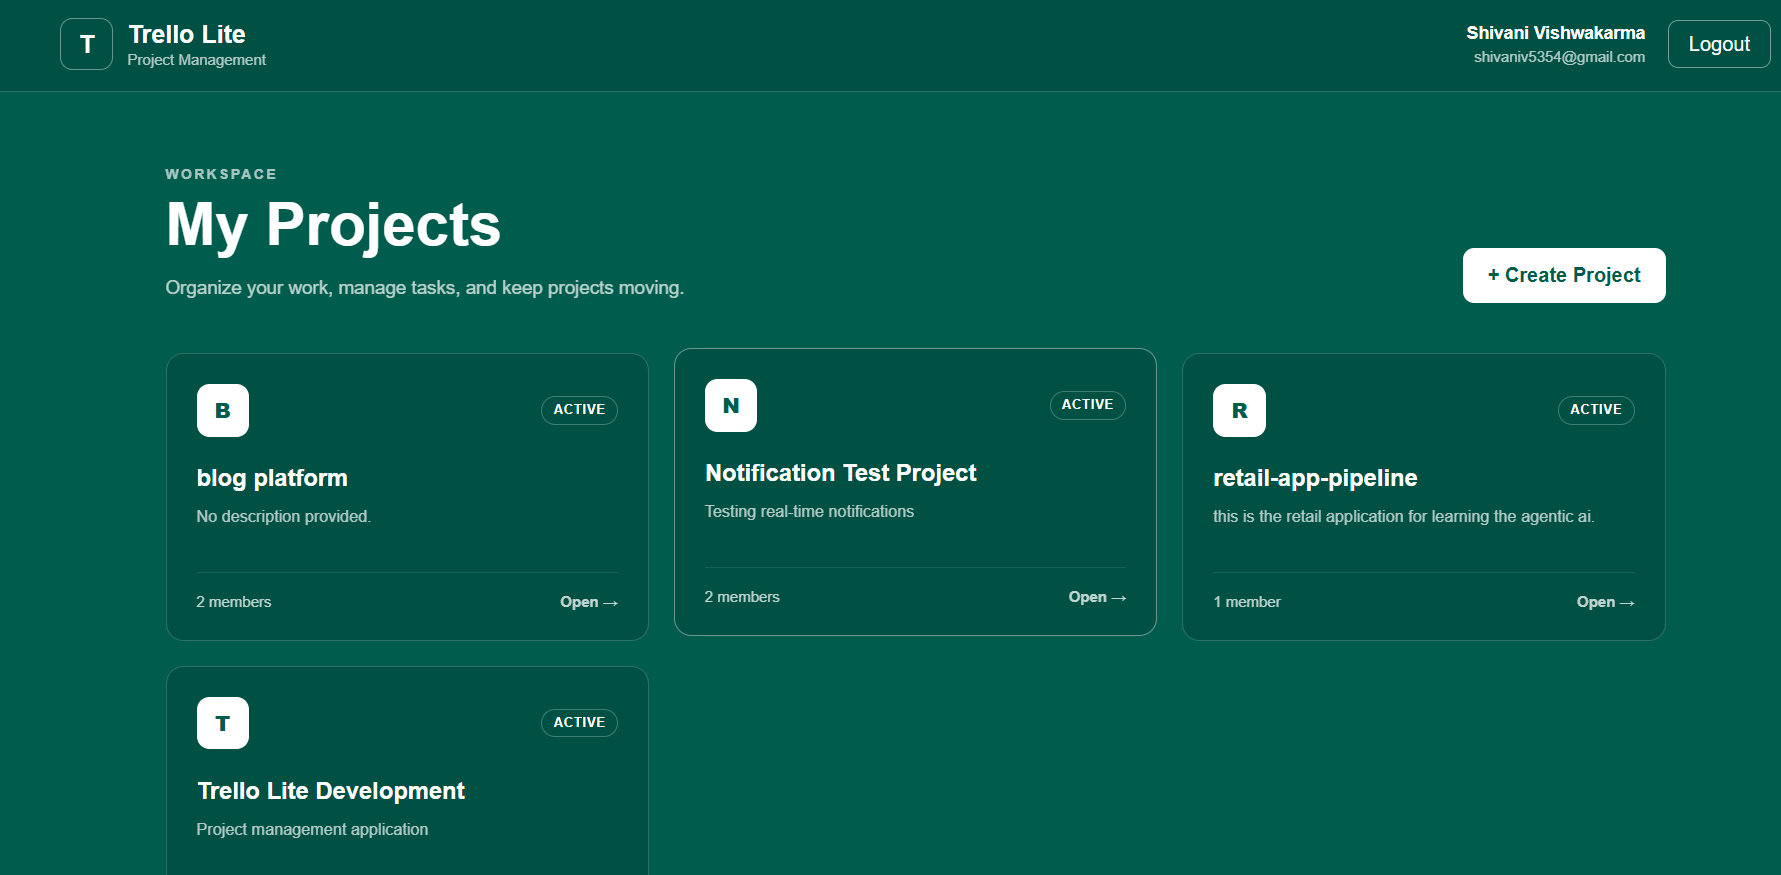 T
Trello Lite
Project Management
Shivani Vishwakarma
shivaniv5354@gmail.com
Logout
WORKSPACE
My Projects
Organize your work, manage tasks, and keep projects moving.
+ Create Project
B
ACTIVE
blog platform
No description provided.
2 members
Open →
N
ACTIVE
Notification Test Project
Testing real-time notifications
2 members
Open →
R
ACTIVE
retail-app-pipeline
this is the retail application for learning the agentic ai.
1 member
Open →
T
ACTIVE
Trello Lite Development
Project management application